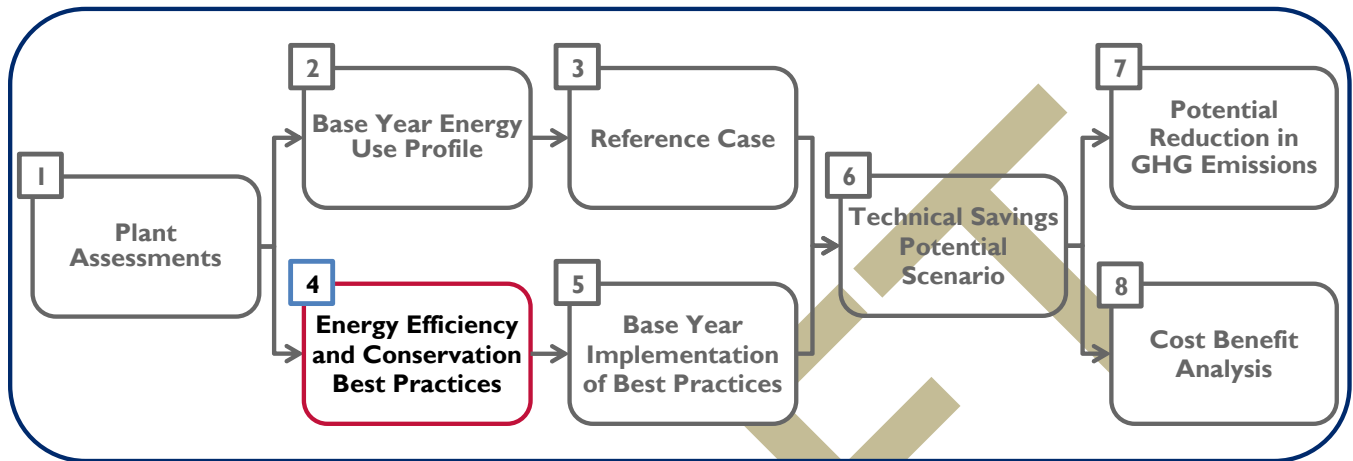 1
Plant
Assessments
2
Base Year Energy
Use Profile
3
Reference Case
4
Energy Efficiency
and Conservation
Best Practices
5
Base Year
Implementation
of Best Practices
6
Technical Savings
Potential
Scenario
7
Potential
Reduction in
GHG Emissions
8
Cost Benefit
Analysis